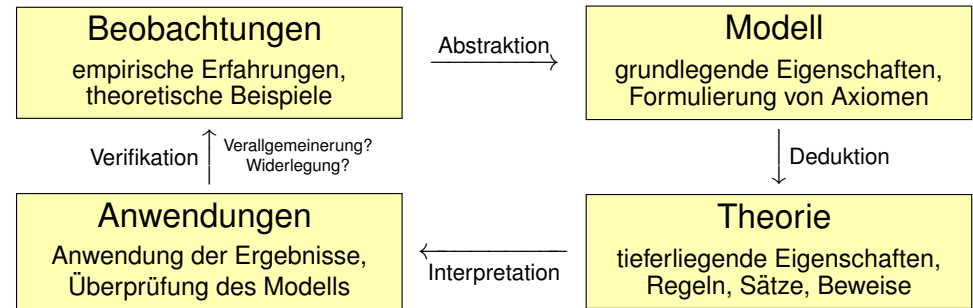 Beobachtungen
empirische Erfahrungen,
theoretische Beispiele
Abstraktion
Modell
grundlegende Eigenschaften,
Formulierung von Axiomen
Verifikation
Verallgemeinerung?
Widerlegung?
Deduktion
Anwendungen
Anwendung der Ergebnisse,
Überprüfung des Modells
Interpretation
Theorie
tieferliegende Eigenschaften,
Regeln, Sätze, Beweise